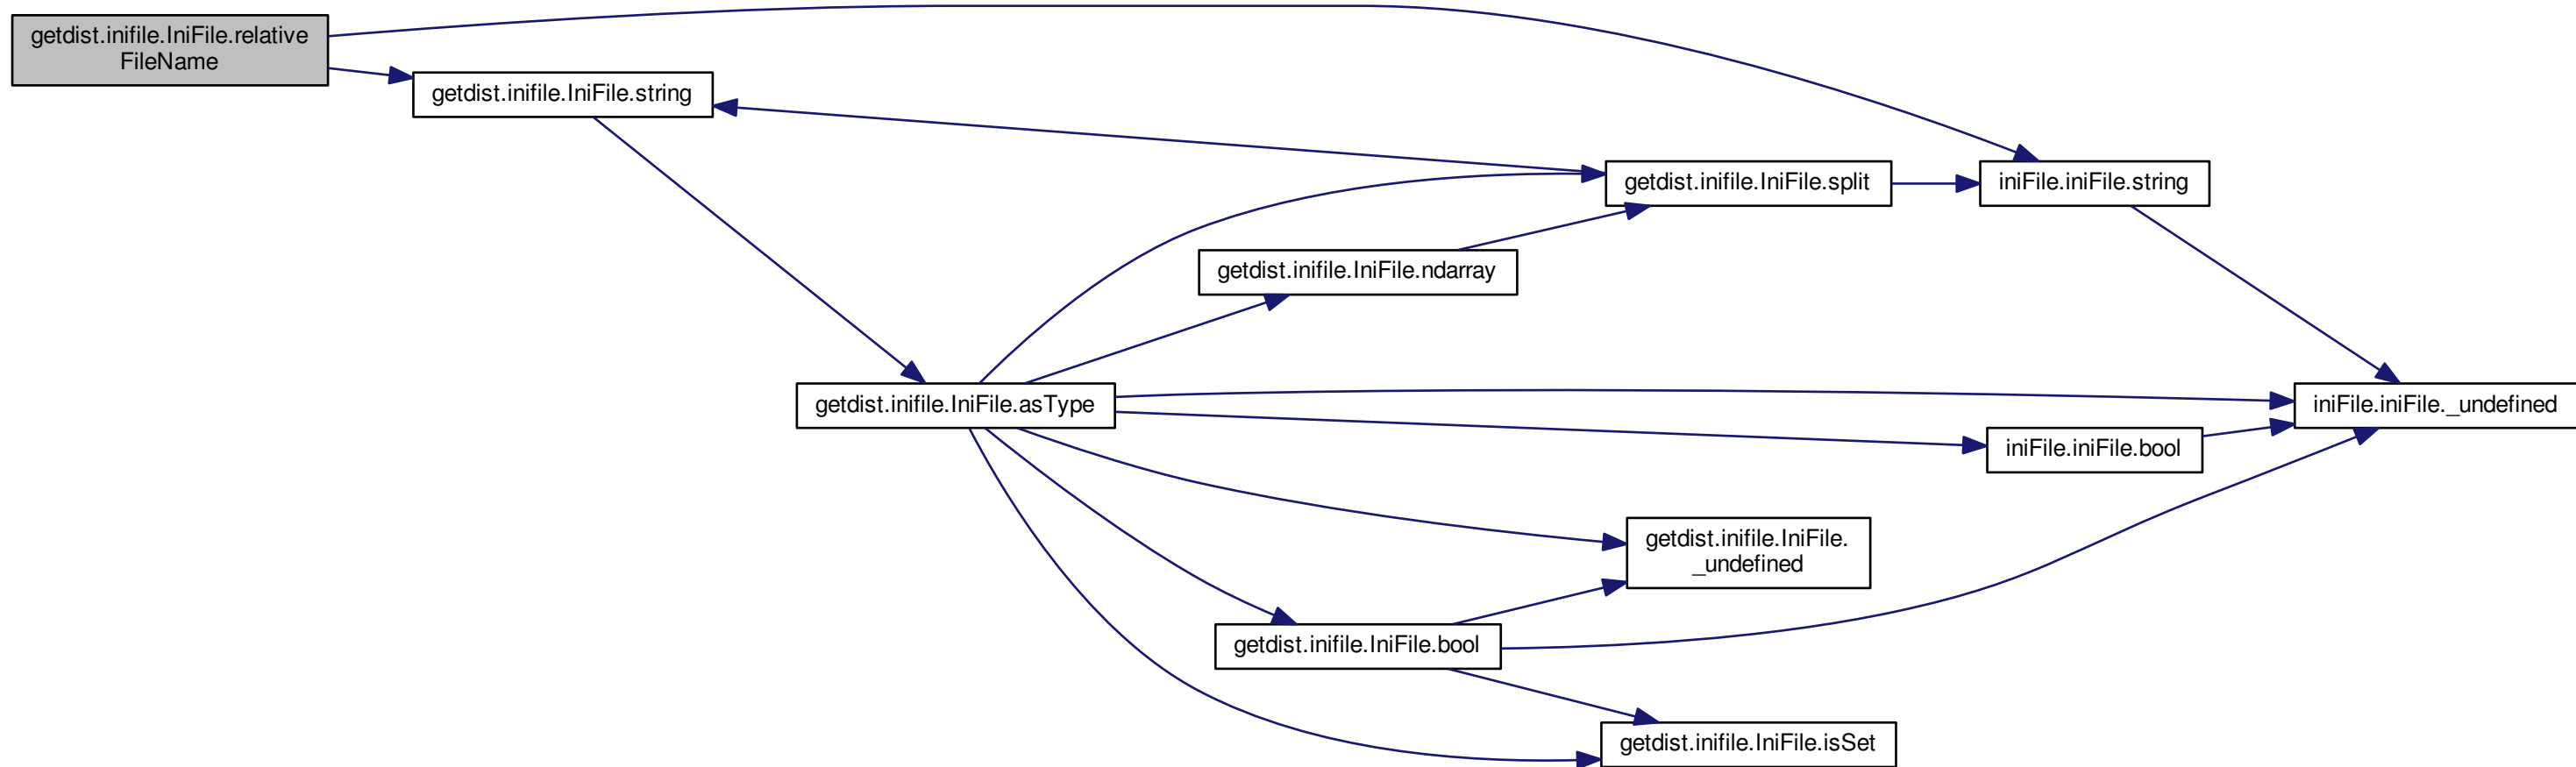 getdist.inifile.IniFile.relative
FileName
getdist.inifile.IniFile.string
getdist.inifile.IniFile.split
iniFile.iniFile.string
getdist.inifile.IniFile.ndarray
getdist.inifile.IniFile.asType
iniFile.iniFile._undefined
iniFile.iniFile.bool
getdist.inifile.IniFile.
_undefined
getdist.inifile.IniFile.bool
getdist.inifile.IniFile.isSet